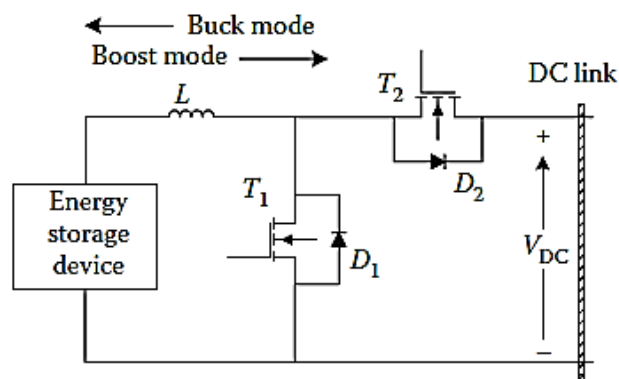 Buck mode
Boost mode
L
T2
DC link
+
D2
Energy
storage
device
T1
D1
VDC
–